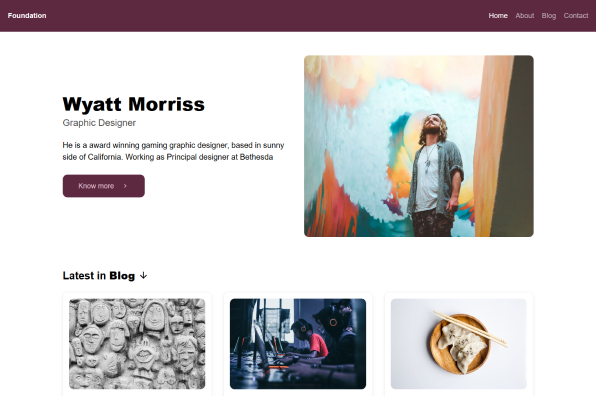 Foundation
Home About Blog Contact
Wyatt Morriss
Graphic Designer
He is a award winning gaming graphic designer, based in sunny
side of California. Working as Principal designer at Bethesda
Know more
Latest in Blog